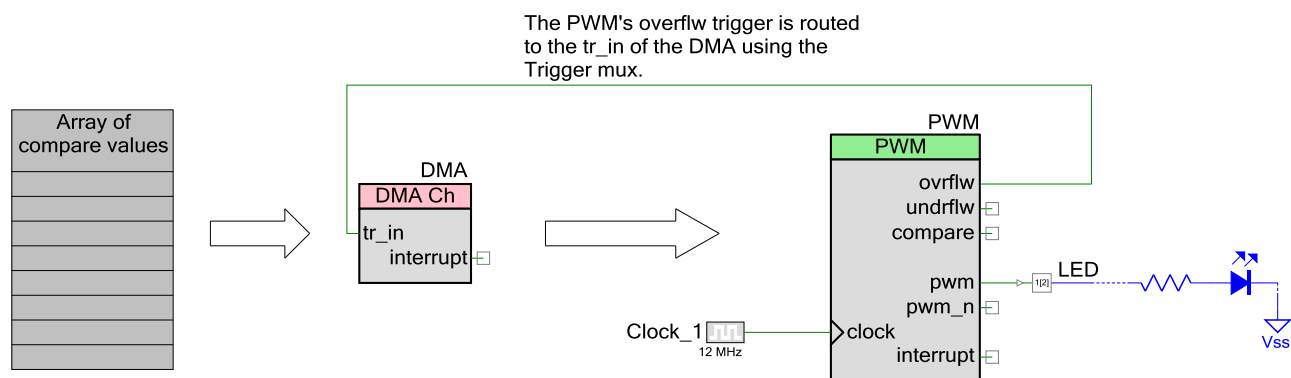 The PWM's overflw trigger is routed
to the tr_in of the DMA using the
Trigger mux.
Array of
compare values
DMA
DMA Ch
tr_in
interrupt
PWM
PWM
ovrflw
undrflw
compare
pwm
1[2]
LED
pwm_n
Clock_1
12 MHz
clock
interrupt
Vss